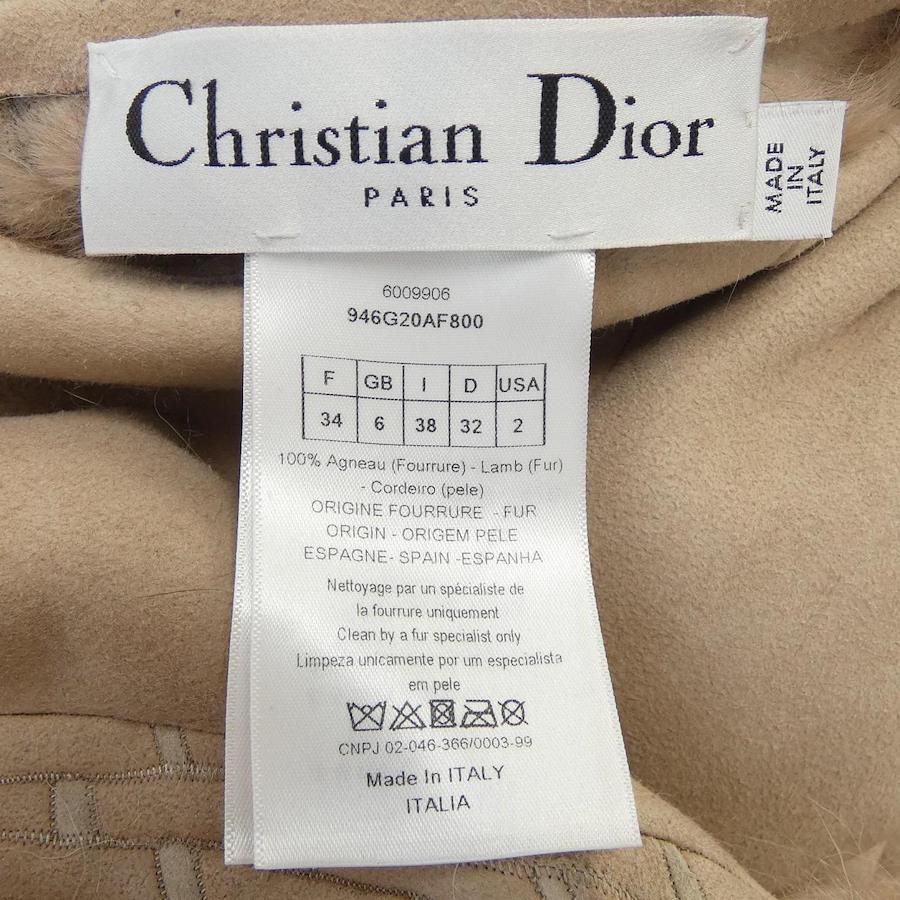 Christian Dior
PARIS
MADE
IN
ITALY
6009906
946G20AF800
F GB I D USA
34 6 38 32 2
100% Agneau (Fourrure) - Lamb (Fur)
- Cordeiro (pele)
ORIGINE FOURRURE - FUR
ORIGIN - ORIGEM PELE
ESPAGNE- SPAIN -ESPANHA
Nettoyage par un spécialiste de
la fourrure uniquement
Clean by a fur specialist only
Limpeza unicamente por um especialista
em pele
CNPJ 02-046-366/0003-99
Made In ITALY
ITALIA